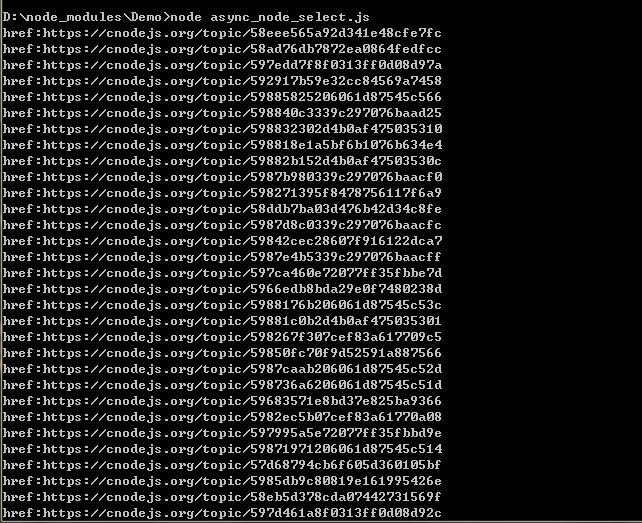 D:\node_modules\Demo>node async_node_select.js
href:https://cnodejs.org/topic/58eee565a92d341e48cfe7fc
href:https://cnodejs.org/topic/58ad76db7872ea0864fedfcc
href:https://cnodejs.org/topic/597edd7f8f0313ff0d08d97a
href:https://cnodejs.org/topic/592917b59e32cc84569a7458
href:https://cnodejs.org/topic/59885825206061d87545c566
href:https://cnodejs.org/topic/598840c3339c297076baad25
href:https://cnodejs.org/topic/598832302d4b0af475035310
href:https://cnodejs.org/topic/598818e1a5bf6b1076b634e4
href:https://cnodejs.org/topic/59882b152d4b0af47503530c
href:https://cnodejs.org/topic/5987b980339c297076baacf0
href:https://cnodejs.org/topic/598271395f8478756117f6a9
href:https://cnodejs.org/topic/58ddb7ba03d476b42d34c8fe
href:https://cnodejs.org/topic/5987d8c0339c297076baacfc
href:https://cnodejs.org/topic/59842cec28607f916122dca7
href:https://cnodejs.org/topic/5987e4b5339c297076baacff
href:https://cnodejs.org/topic/597ca460e72077ff35fbbe7d
href:https://cnodejs.org/topic/5966edb8bda29e0f7480238d
href:https://cnodejs.org/topic/5988176b206061d87545c53c
href:https://cnodejs.org/topic/59881c0b2d4b0af475035301
href:https://cnodejs.org/topic/598267f307cef83a617709c5
href:https://cnodejs.org/topic/59850fc70f9d52591a887566
href:https://cnodejs.org/topic/5987caab206061d87545c52d
href:https://cnodejs.org/topic/598736a6206061d87545c51d
href:https://cnodejs.org/topic/59683571e8bd37e825ba9366
href:https://cnodejs.org/topic/5982ec5b07cef83a61770a08
href:https://cnodejs.org/topic/597995a5e72077ff35fbbd9e
href:https://cnodejs.org/topic/59871971206061d87545c514
href:https://cnodejs.org/topic/57d68794cb6f605d360105bf
href:https://cnodejs.org/topic/5985db9c80819e161995426e
href:https://cnodejs.org/topic/58eb5d378cda07442731569f
href:https://cnodejs.org/topic/597d461a8f0313ff0d08d92c